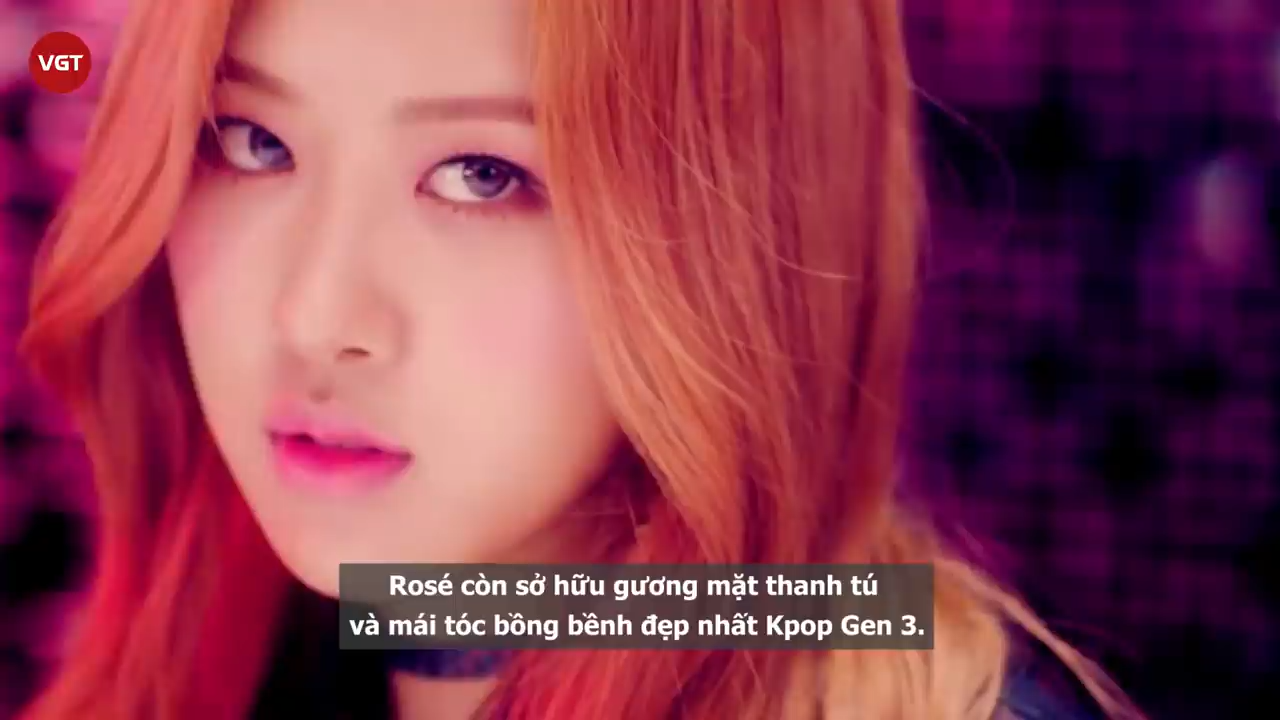 VGT
Rosé còn sở hữu gương mặt thanh tú
và mái tóc bồng bềnh đẹp nhất Kpop Gen 3.